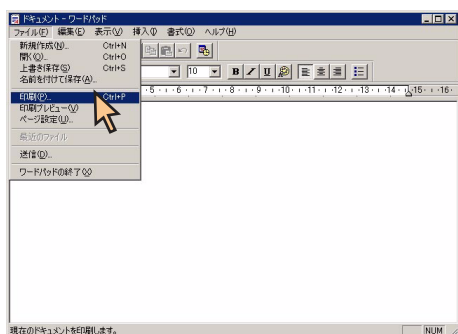 ドキュメント - ワードパッド
ファイル(F) 編集(E) 表示(V) 挿入(I) 書式(O) ヘルプ(H)
新規作成(N)... Ctrl+N
開く(O)... Ctrl+O
上書き保存(S) Ctrl+S
名前を付けて保存(A)...
10 B / U
印刷(P)... Ctrl+P
·5·ı·6·ı·7·ı·8·ı·9·ı·10·ı·11·ı·12·ı·13·ı·14·15·ı·16·
印刷プレビュー(V)
ページ設定(U)...
最近のファイル
送信(D)...
ワードパッドの終了(X)
現在のドキュメントを印刷します。 NUM